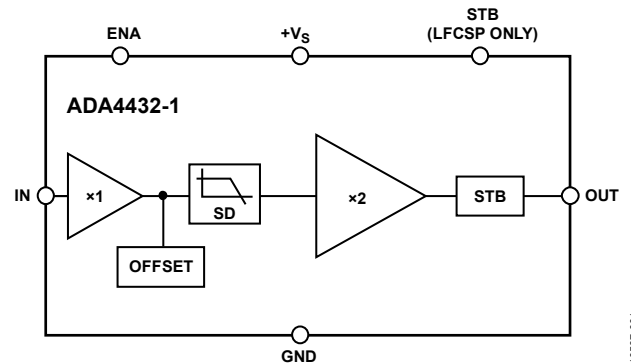 ENA
+VS
STB
(LFCSP ONLY)
ADA4432-1
IN
×1
SD
×2
STB
OUT
OFFSET
GND